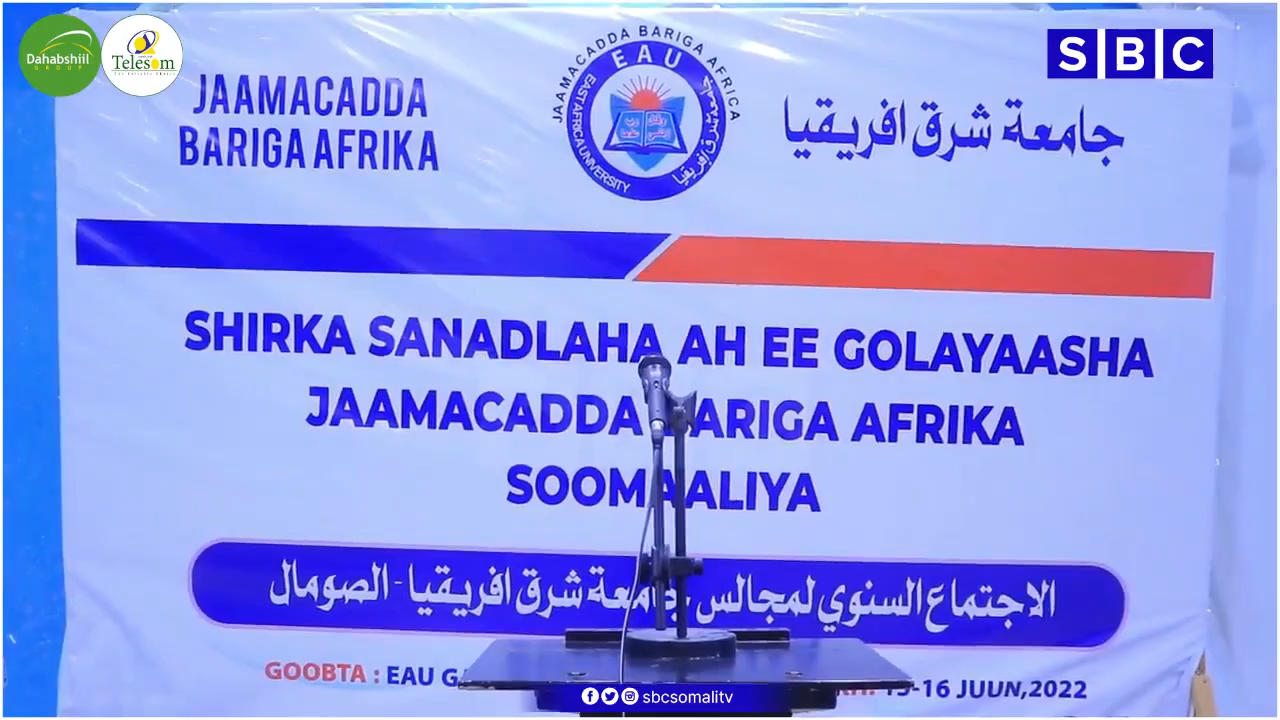 Dahabshiil
GROUP
Telesom
SBC
JAAMACADDA
BARIGA AFRIKA
JAAMACADDA BARIGA AFRICA
EAU
EAST AFRICA UNIVERSITY
جامعة شرق افريقيا
جامعة شرق افريقيا
SHIRKA SANADLAHA AH EE GOLAYAASHA
JAAMACADDA BARIGA AFRIKA
SOOMAALIYA
الاجتماع السنوي لمجالس جامعة شرق افريقيا - الصومال
GOOBTA : EAU 15-16 JUUN,2022
sbcsomalitv